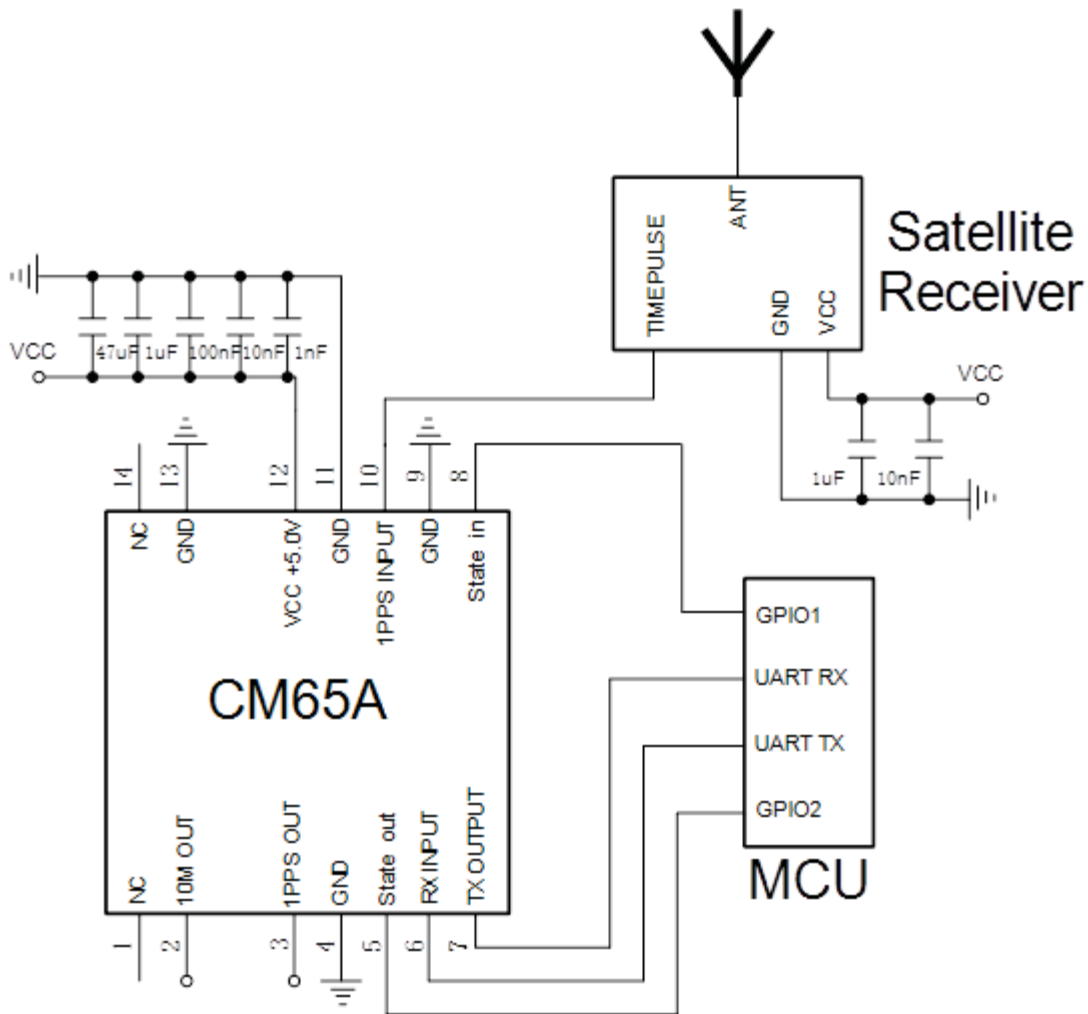 ANT
TIMEPULSE
GND
VCC
Satellite
Receiver
VCC
47uF
1uF
100nF
10nF
1nF
VCC
1uF
10nF
14
13
12
11
10
9
8
NC
GND
VCC +5.0V
GND
1PPS INPUT
GND
State in
CM65A
NC
10M OUT
1PPS OUT
GND
State out
RX INPUT
TX OUTPUT
1
2
3
4
5
6
7
GPIO1
UART RX
UART TX
GPIO2
MCU